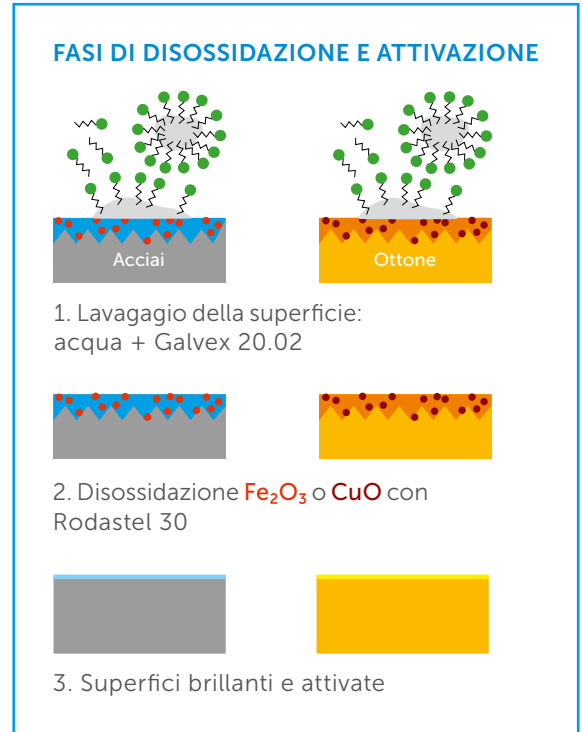 FASI DI DISOSSIDAZIONE E ATTIVAZIONE
Acciai
Ottone
1. Lavagagio della superficie:
acqua + Galvex 20.02
2. Disossidazione Fe₂O₃ o CuO con
Rodastel 30
3. Superfici brillanti e attivate